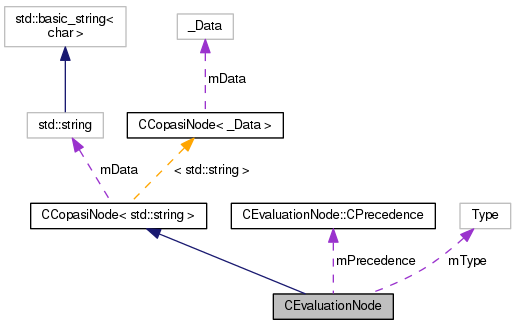 std::basic_string<
char >
_Data
mData
std::string
CCopasiNode< _Data >
mData
< std::string >
CCopasiNode< std::string >
CEvaluationNode::CPrecedence
Type
mPrecedence
mType
CEvaluationNode